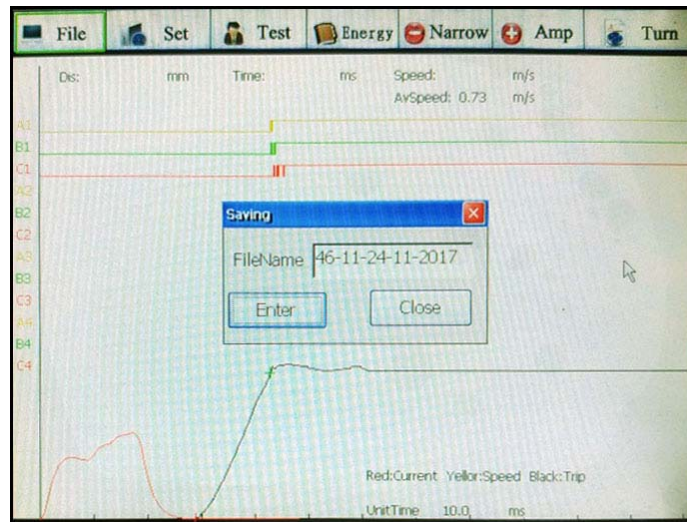 File Set Test Energy Narrow Amp Turn
Dis: mm Time: ms Speed: m/s
AvSpeed: 0.73 m/s
A1
B1
C1
A2
B2
C2
A3
B3
C3
A4
B4
C4
Saving
FileName 46-11-24-11-2017
Enter Close
Red:Current Yellor:Speed Black:Trip
UnitTime 10.0 ms